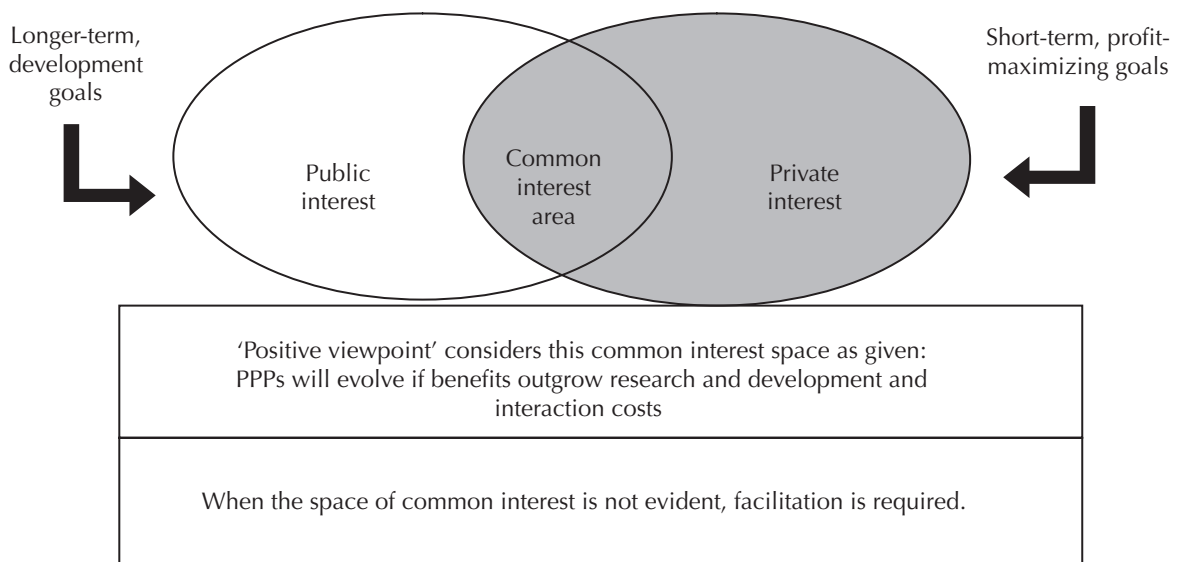 Longer-term,
development
goals
Short-term, profit-
maximizing goals
Public
interest
Common
interest
area
Private
interest
‘Positive viewpoint’ considers this common interest space as given:
PPPs will evolve if benefits outgrow research and development and
interaction costs
When the space of common interest is not evident, facilitation is required.